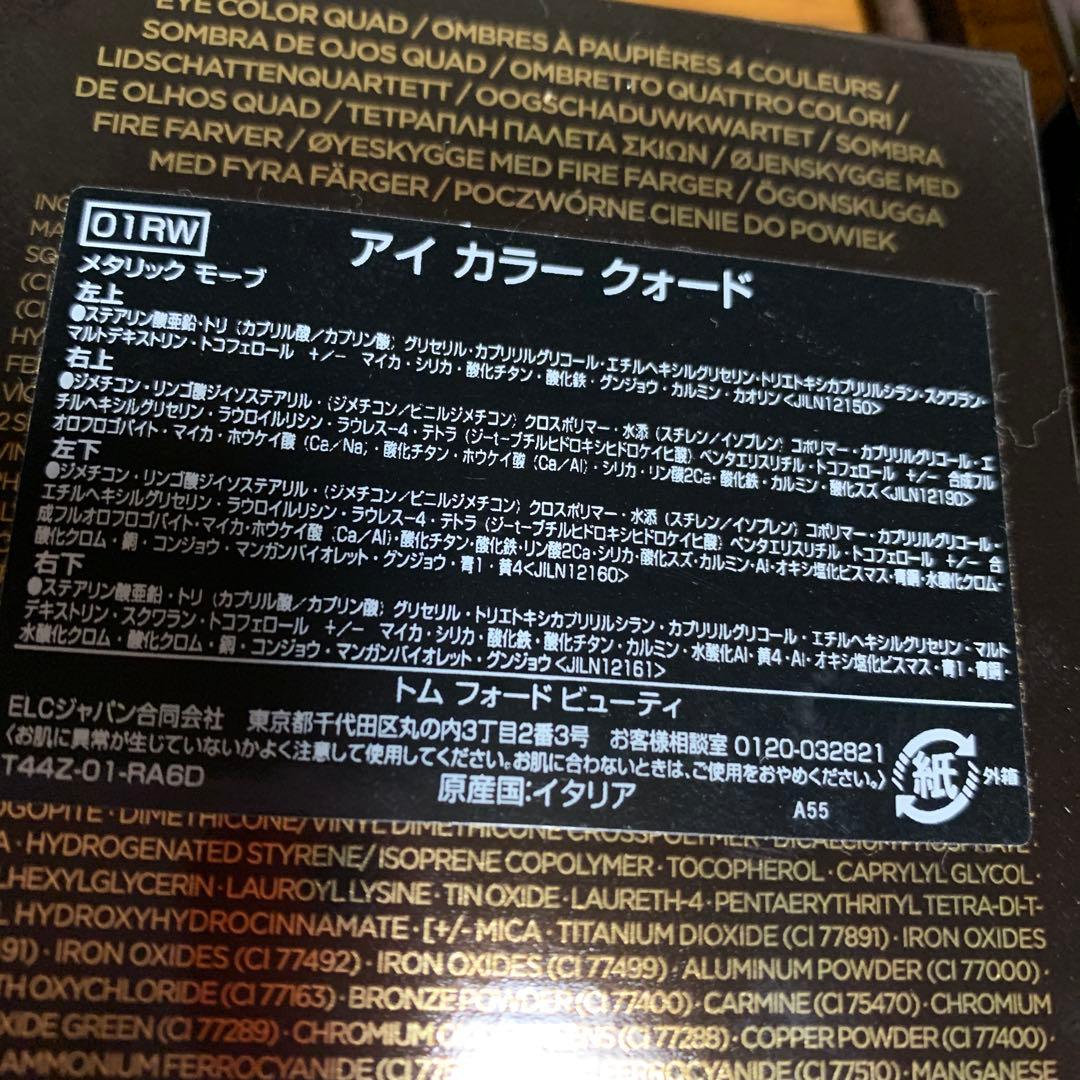 EYE COLOR QUAD / OMBRES À PAUPIÈRES 4 COULEURS /
SOMBRA DE OJOS QUAD / OMBRETTO QUATTRO COLORI /
LIDSCHATTENQUARTETT / OOGSCHADUWKWARTET / SOMBRA
DE OLHOS QUAD / ΤΕΤΡΑΠΛΗ ΠΑΛΕΤΑ ΣΚΙΩΝ / ØJENSKYGGE MED
FIRE FARVER / ØYESKYGGE MED FIRE FARGER / ÖGONSKUGGA
MED FYRA FÄRGER / POCZWÓRNE CIENIE DO POWIEK
01RW
アイ カラー クォード
メタリック モーブ
左上
●ステアリン酸亜鉛・トリ (カプリル酸/カプリン酸) グリセリル・カプリリルグリコール・エチルヘキシルグリセリン・トリエトキシカプリリルシラン・スクワラン・
マルトデキストリン・トコフェロール +/− マイカ・シリカ・酸化チタン・酸化鉄・グンジョウ・カルミン・カオリン<JILN12150>
右上
●ジメチコン・リンゴ酸ジイソステアリル・(ジメチコン/ビニルジメチコン) クロスポリマー・水添 (スチレン/イソプレン) コポリマー・カプリリルグリコール・エ
チルヘキシルグリセリン・ラウロイルリシン・ラウレス-4・テトラ (ジ-t-ブチルヒドロキシヒドロケイヒ酸) ペンタエリスリチル・トコフェロール +/− 合成フル
オロフロゴパイト・マイカ・ホウケイ酸 (Ca/Na)・酸化チタン・ホウケイ酸 (Ca/Al)・シリカ・リン酸2Ca・酸化鉄・カルミン・酸化スズ<JILN12190>
左下
●ジメチコン・リンゴ酸ジイソステアリル・(ジメチコン/ビニルジメチコン) クロスポリマー・水添 (スチレン/イソプレン) コポリマー・カプリリルグリコール・
エチルヘキシルグリセリン・ラウロイルリシン・ラウレス-4・テトラ (ジ-t-ブチルヒドロキシヒドロケイヒ酸) ペンタエリスリチル・トコフェロール +/− 合
成フルオロフロゴパイト・マイカ・ホウケイ酸 (Ca/Al)・酸化チタン・酸化鉄・リン酸2Ca・シリカ・酸化スズ・カルミン・Al・オキシ塩化ビスマス・青銅・水酸化クロム・
酸化クロム・銅・コンジョウ・マンガンバイオレット・グンジョウ・青1・黄4<JILN12160>
右下
●ステアリン酸亜鉛・トリ (カプリル酸/カプリン酸) グリセリル・トリエトキシカプリリルシラン・カプリリルグリコール・エチルヘキシルグリセリン・マルト
デキストリン・スクワラン・トコフェロール +/− マイカ・シリカ・酸化鉄・酸化チタン・カルミン・水酸化Al・黄4・Al・オキシ塩化ビスマス・青1・青銅・
水酸化クロム・酸化クロム・銅・コンジョウ・マンガンバイオレット・グンジョウ<JILN12161>
トム フォード ビューティ
ELCジャパン合同会社 東京都千代田区丸の内3丁目2番3号 お客様相談室 0120-032821
〈お肌に異常が生じていないかよく注意して使用してください。お肌に合わないときは、ご使用をおやめください。〉
T44Z-01-RA6D
原産国:イタリア
A55
紙 外箱
OGOPITE · DIMETHICONE/VINYL DIMETHICONE CROSSPOLYMER · DICALCIUM PHOSPHATE
A · HYDROGENATED STYRENE/ISOPRENE COPOLYMER · TOCOPHEROL · CAPRYLYL GLYCOL ·
LHEXYLGLYCERIN · LAUROYL LYSINE · TIN OXIDE · LAURETH-4 · PENTAERYTHRITYL TETRA-DI-T-
L HYDROXYHYDROCINNAMATE · [+/- MICA · TITANIUM DIOXIDE (CI 77891) · IRON OXIDES
91) · IRON OXIDES (CI 77492) · IRON OXIDES (CI 77499) · ALUMINUM POWDER (CI 77000) ·
TH OXYCHLORIDE (CI 77163) · BRONZE POWDER (CI 77400) · CARMINE (CI 75470) · CHROMIUM
OXIDE GREEN (CI 77289) · CHROMIUM GREENS (CI 77288) · COPPER POWDER (CI 77400) ·
AMMONIUM FERROCYANIDE (CI 77510) · MANGANESE